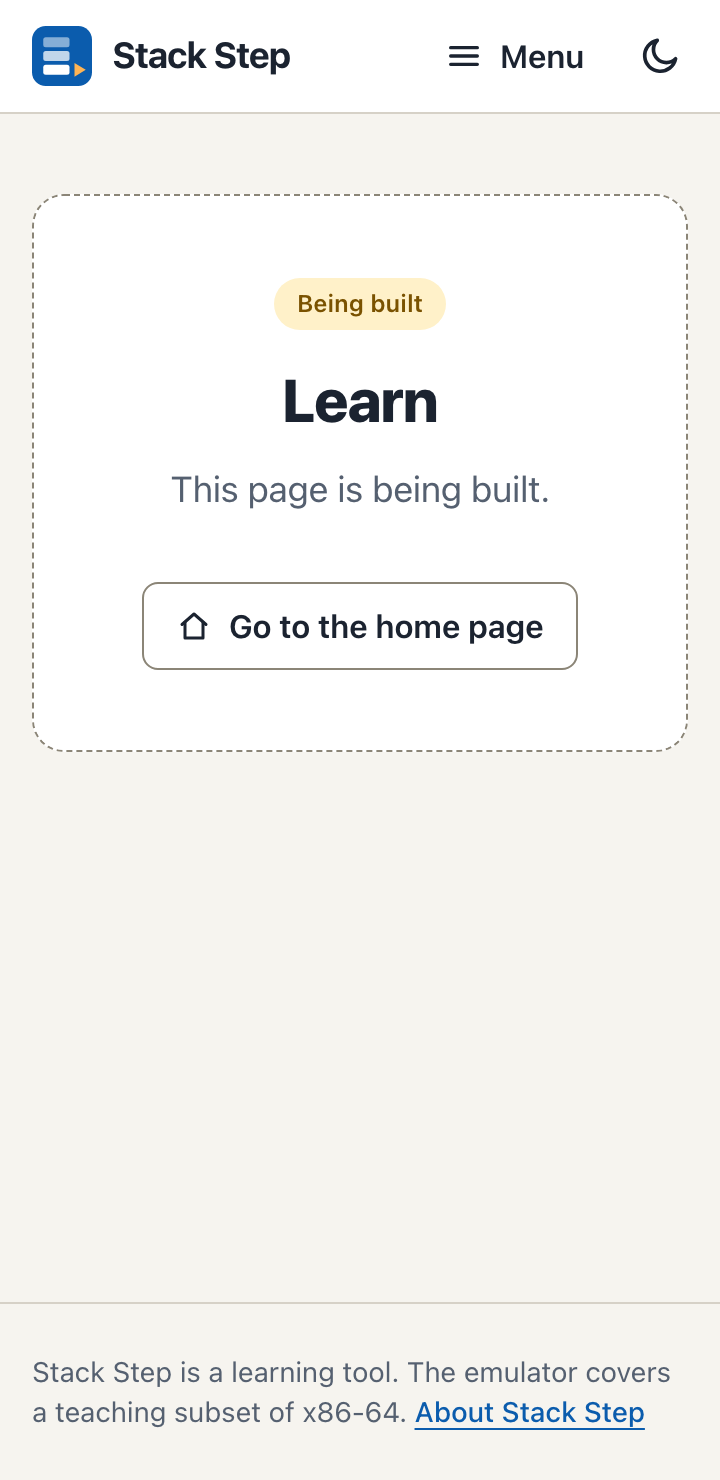 Stack Step
Menu
Being built
Learn
This page is being built.
Go to the home page
Stack Step is a learning tool. The emulator covers
a teaching subset of x86-64. About Stack Step